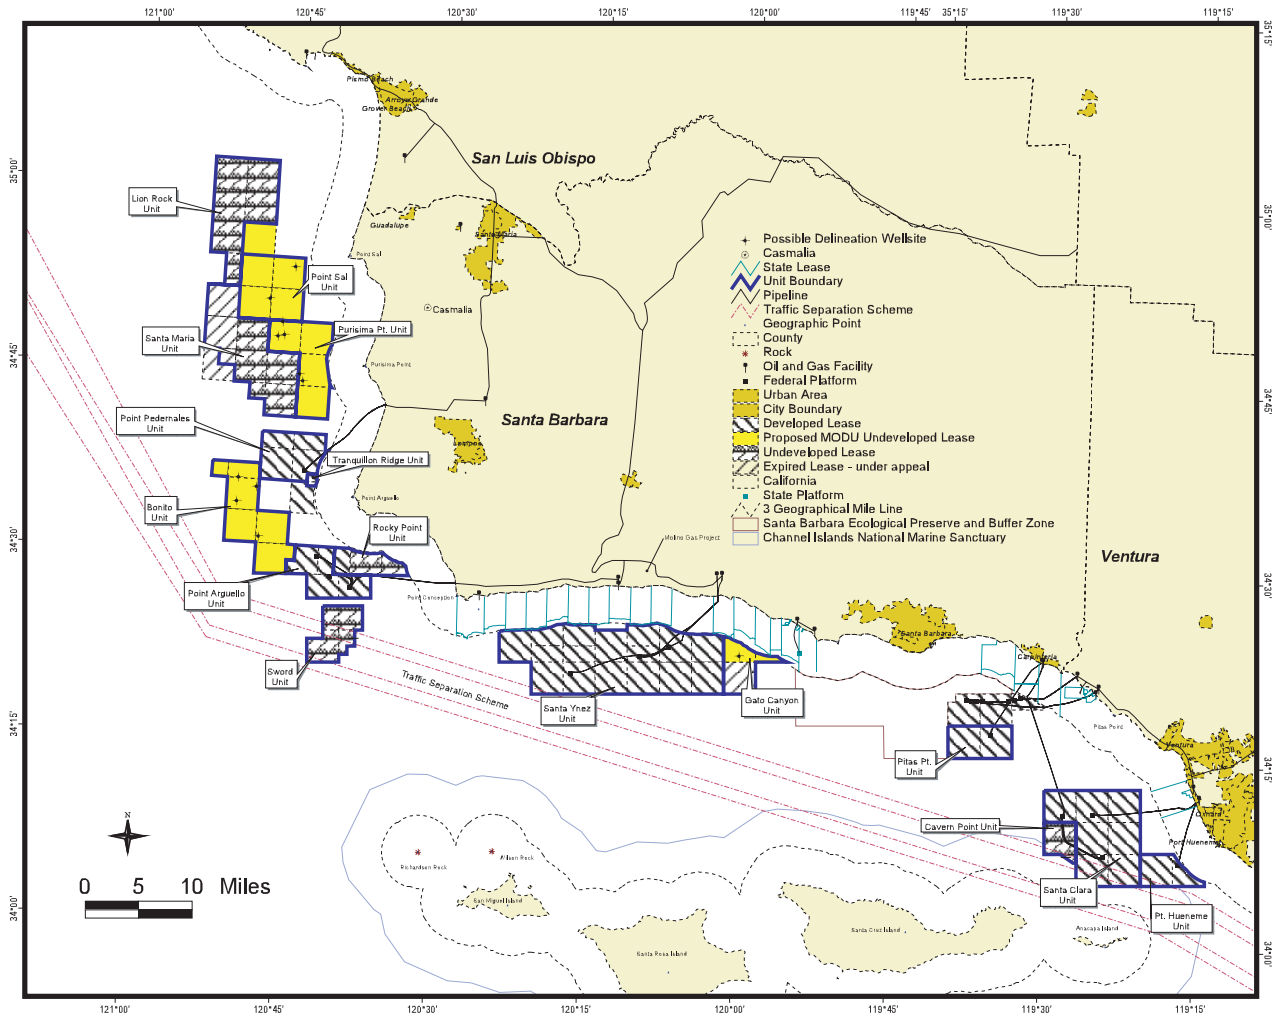 121°00'
120°45'
120°30'
120°15'
120°00'
119°45'
35°15'
119°30'
119°15'
35°15'
35°00'
34°45'
34°30'
34°15'
34°00'
35°00'
34°45'
34°30'
34°15'
34°00'
Pismo Beach
Arroyo Grande
Grover Beach
San Luis Obispo
Lion Rock
Unit
Guadalupe
Santa Maria
Point Sal
Point Sal
Unit
Casmalia
Purisima Pt. Unit
Santa Maria
Unit
Purisima Point
Point Pedernales
Unit
Santa Barbara
Lompoc
Tranquillon Ridge Unit
Point Arguello
Bonito
Unit
Rocky Point
Unit
Molino Gas Project
Point Arguello
Unit
Point Conception
Sword
Unit
Traffic Separation Scheme
Santa Ynez
Unit
Gato Canyon
Unit
Santa Barbara
Carpinteria
Ventura
Pitas Point
Pitas Pt.
Unit
Ventura
Oxnard
Port Hueneme
Cavern Point Unit
Santa Clara
Unit
Pt. Hueneme
Unit
Possible Delineation Wellsite
Casmalia
State Lease
Unit Boundary
Pipeline
Traffic Separation Scheme
Geographic Point
County
Rock
Oil and Gas Facility
Federal Platform
Urban Area
City Boundary
Developed Lease
Proposed MODU Undeveloped Lease
Undeveloped Lease
Expired Lease - under appeal
California
State Platform
3 Geographical Mile Line
Santa Barbara Ecological Preserve and Buffer Zone
Channel Islands National Marine Sanctuary
N
0 5 10 Miles
Richardson Rock
Wilson Rock
San Miguel Island
Santa Rosa Island
Santa Cruz Island
Anacapa Island
121°00'
120°45'
120°30'
120°15'
120°00'
119°45'
119°30'
119°15'